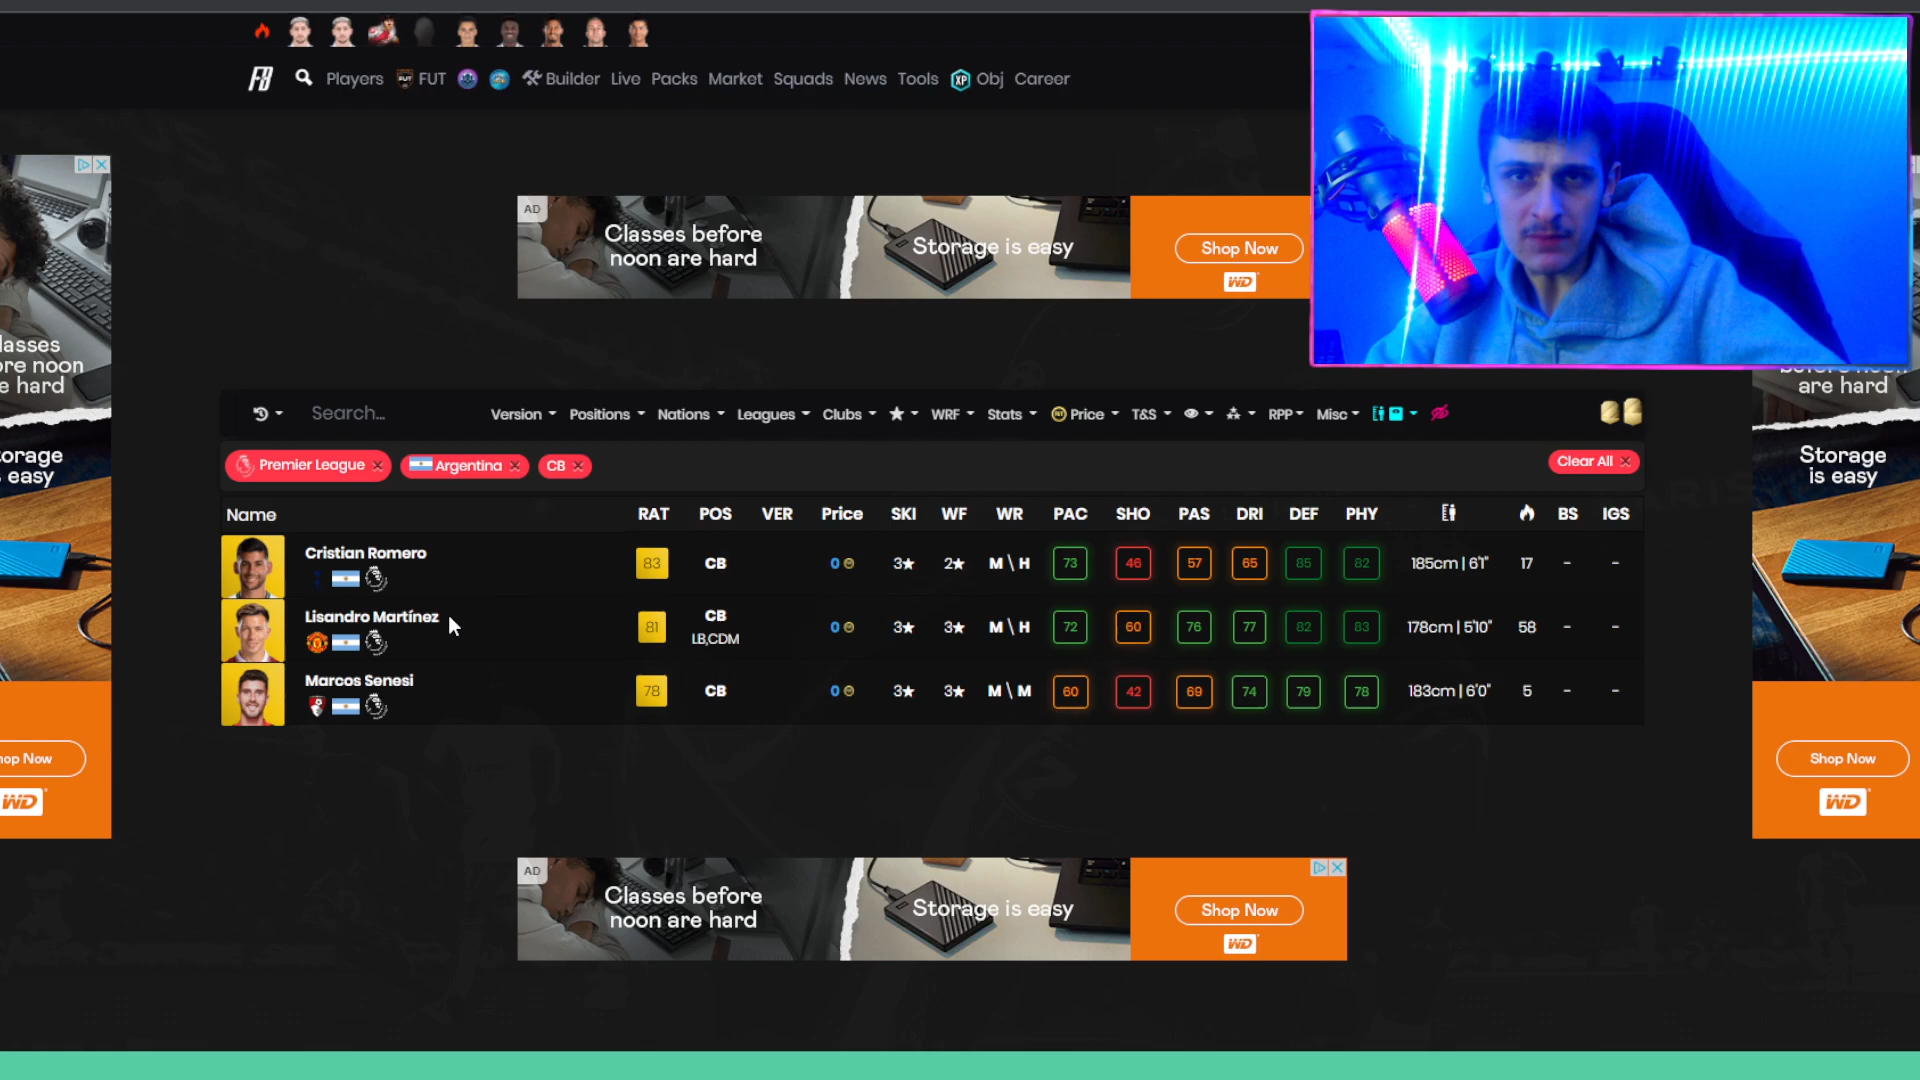 FB Players FUT Builder Live Packs Market Squads News Tools XP Obj Career
AD
Classes before
noon are hard
Storage is easy
Shop Now
WD
lasses
ore noon
e hard
orage
s easy
hop Now
WD
are hard
Storage
is easy
Shop Now
WD
Search... Version Positions Nations Leagues Clubs WRF Stats Price T&S RPP Misc
Premier League Argentina CB Clear All
Name RAT POS VER Price SKI WF WR PAC SHO PAS DRI DEF PHY BS IGS
Cristian Romero 83 CB 0 3★ 2★ M \ H 73 46 57 65 85 82 185cm | 6'1" 17 - -
Lisandro Martínez 81 CB 0 3★ 3★ M \ H 72 60 76 77 82 83 178cm | 5'10" 58 - -
LB,CDM
Marcos Senesi 78 CB 0 3★ 3★ M \ M 60 42 69 74 79 78 183cm | 6'0" 5 - -
AD
Classes before
noon are hard
Storage is easy
Shop Now
WD